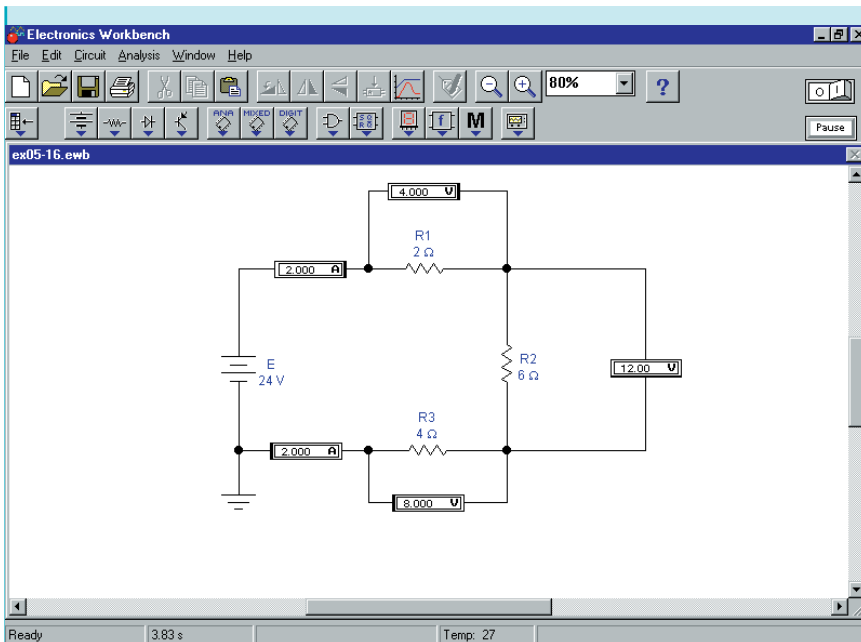 Electronics Workbench
File Edit Circuit Analysis Window Help
80%
?
ANA MIXED DIGIT
f M
Pause
ex05-16.ewb
4.000 V
R1
2 Ω
2.000 A
E
24 V
R2
6 Ω
12.00 V
R3
4 Ω
2.000 A
8.000 V
Ready 3.83 s Temp: 27